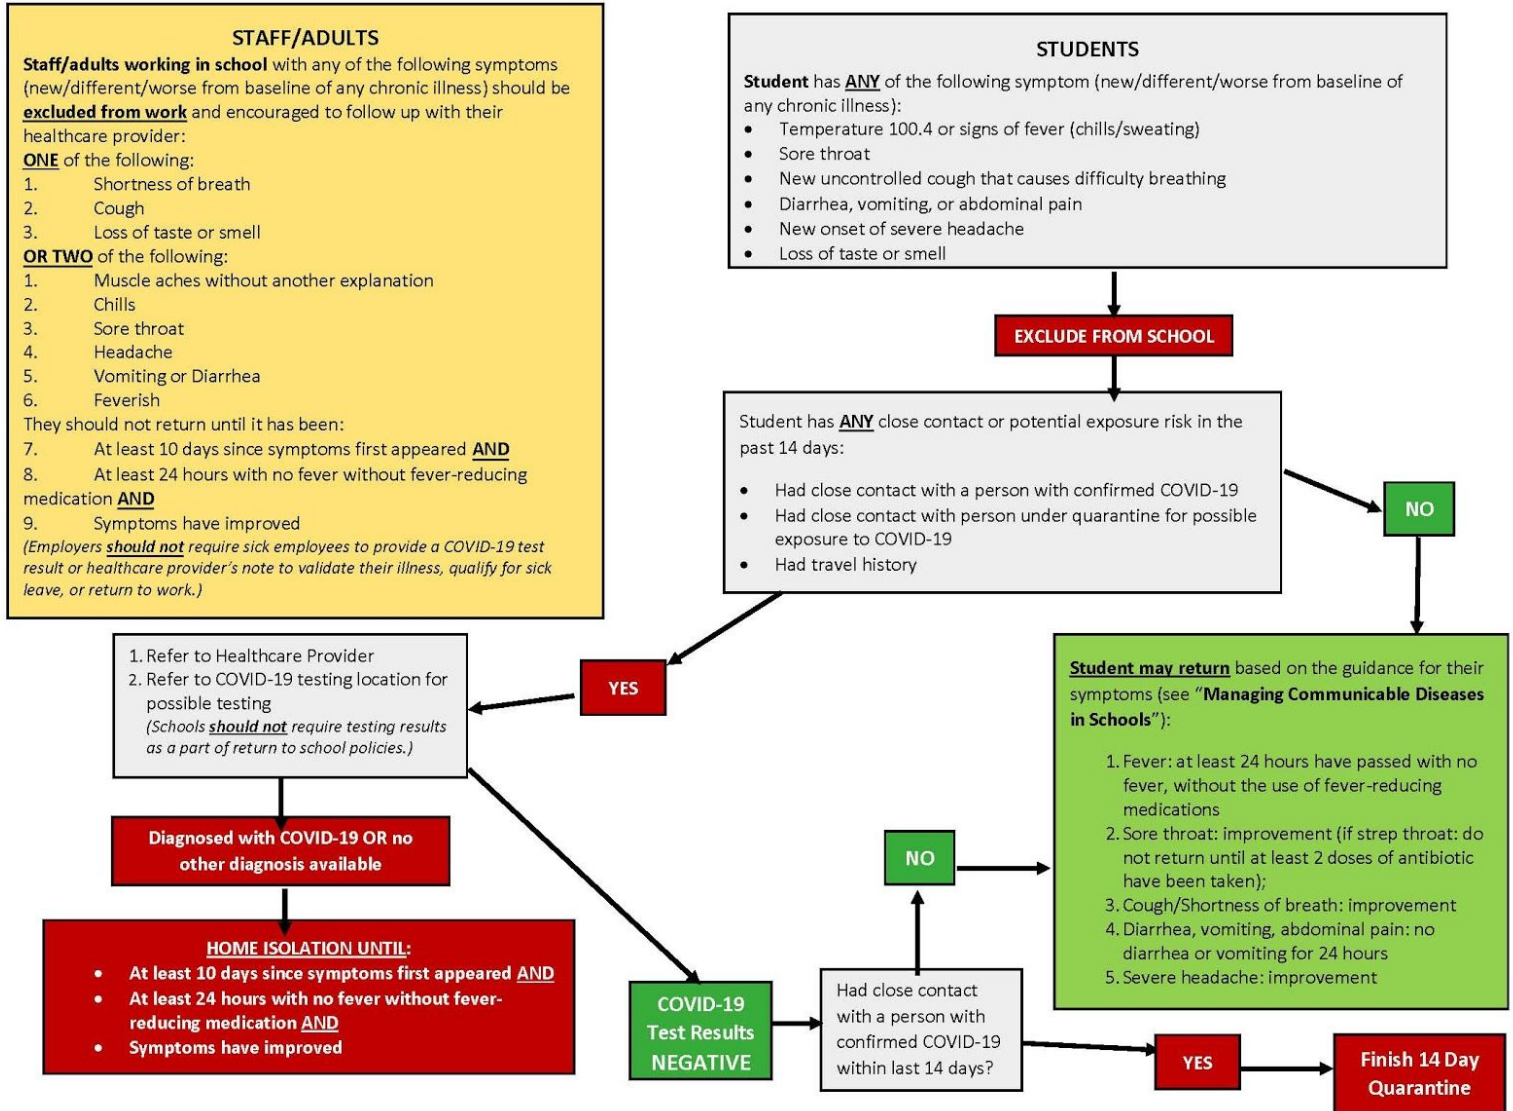 STAFF/ADULTS
Staff/adults working in school with any of the following symptoms
(new/different/worse from baseline of any chronic illness) should be
excluded from work and encouraged to follow up with their
healthcare provider:
ONE of the following:
1. Shortness of breath
2. Cough
3. Loss of taste or smell
OR TWO of the following:
1. Muscle aches without another explanation
2. Chills
3. Sore throat
4. Headache
5. Vomiting or Diarrhea
6. Feverish
They should not return until it has been:
7. At least 10 days since symptoms first appeared AND
8. At least 24 hours with no fever without fever-reducing
medication AND
9. Symptoms have improved
(Employers should not require sick employees to provide a COVID-19 test
result or healthcare provider's note to validate their illness, qualify for sick
leave, or return to work.)
STUDENTS
Student has ANY of the following symptom (new/different/worse from baseline of
any chronic illness):
• Temperature 100.4 or signs of fever (chills/sweating)
• Sore throat
• New uncontrolled cough that causes difficulty breathing
• Diarrhea, vomiting, or abdominal pain
• New onset of severe headache
• Loss of taste or smell
EXCLUDE FROM SCHOOL
Student has ANY close contact or potential exposure risk in the
past 14 days:
• Had close contact with a person with confirmed COVID-19
• Had close contact with person under quarantine for possible
exposure to COVID-19
• Had travel history
NO
YES
1. Refer to Healthcare Provider
2. Refer to COVID-19 testing location for
possible testing
(Schools should not require testing results
as a part of return to school policies.)
Student may return based on the guidance for their
symptoms (see "Managing Communicable Diseases
in Schools"):
1. Fever: at least 24 hours have passed with no
fever, without the use of fever-reducing
medications
2. Sore throat: improvement (if strep throat: do
not return until at least 2 doses of antibiotic
have been taken);
3. Cough/Shortness of breath: improvement
4. Diarrhea, vomiting, abdominal pain: no
diarrhea or vomiting for 24 hours
5. Severe headache: improvement
Diagnosed with COVID-19 OR no
other diagnosis available
HOME ISOLATION UNTIL:
• At least 10 days since symptoms first appeared AND
• At least 24 hours with no fever without fever-
reducing medication AND
• Symptoms have improved
NO
COVID-19
Test Results
NEGATIVE
Had close contact
with a person with
confirmed COVID-19
within last 14 days?
YES
Finish 14 Day
Quarantine